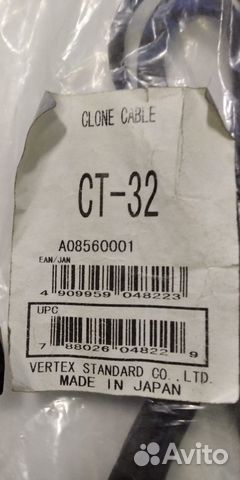 CLONE CABLE
CT-32
A08560001
EAN/JAN
4 909959 048223
UPC
7 88026 04822 9
VERTEX STANDARD CO.,LTD.
MADE IN JAPAN
Avito